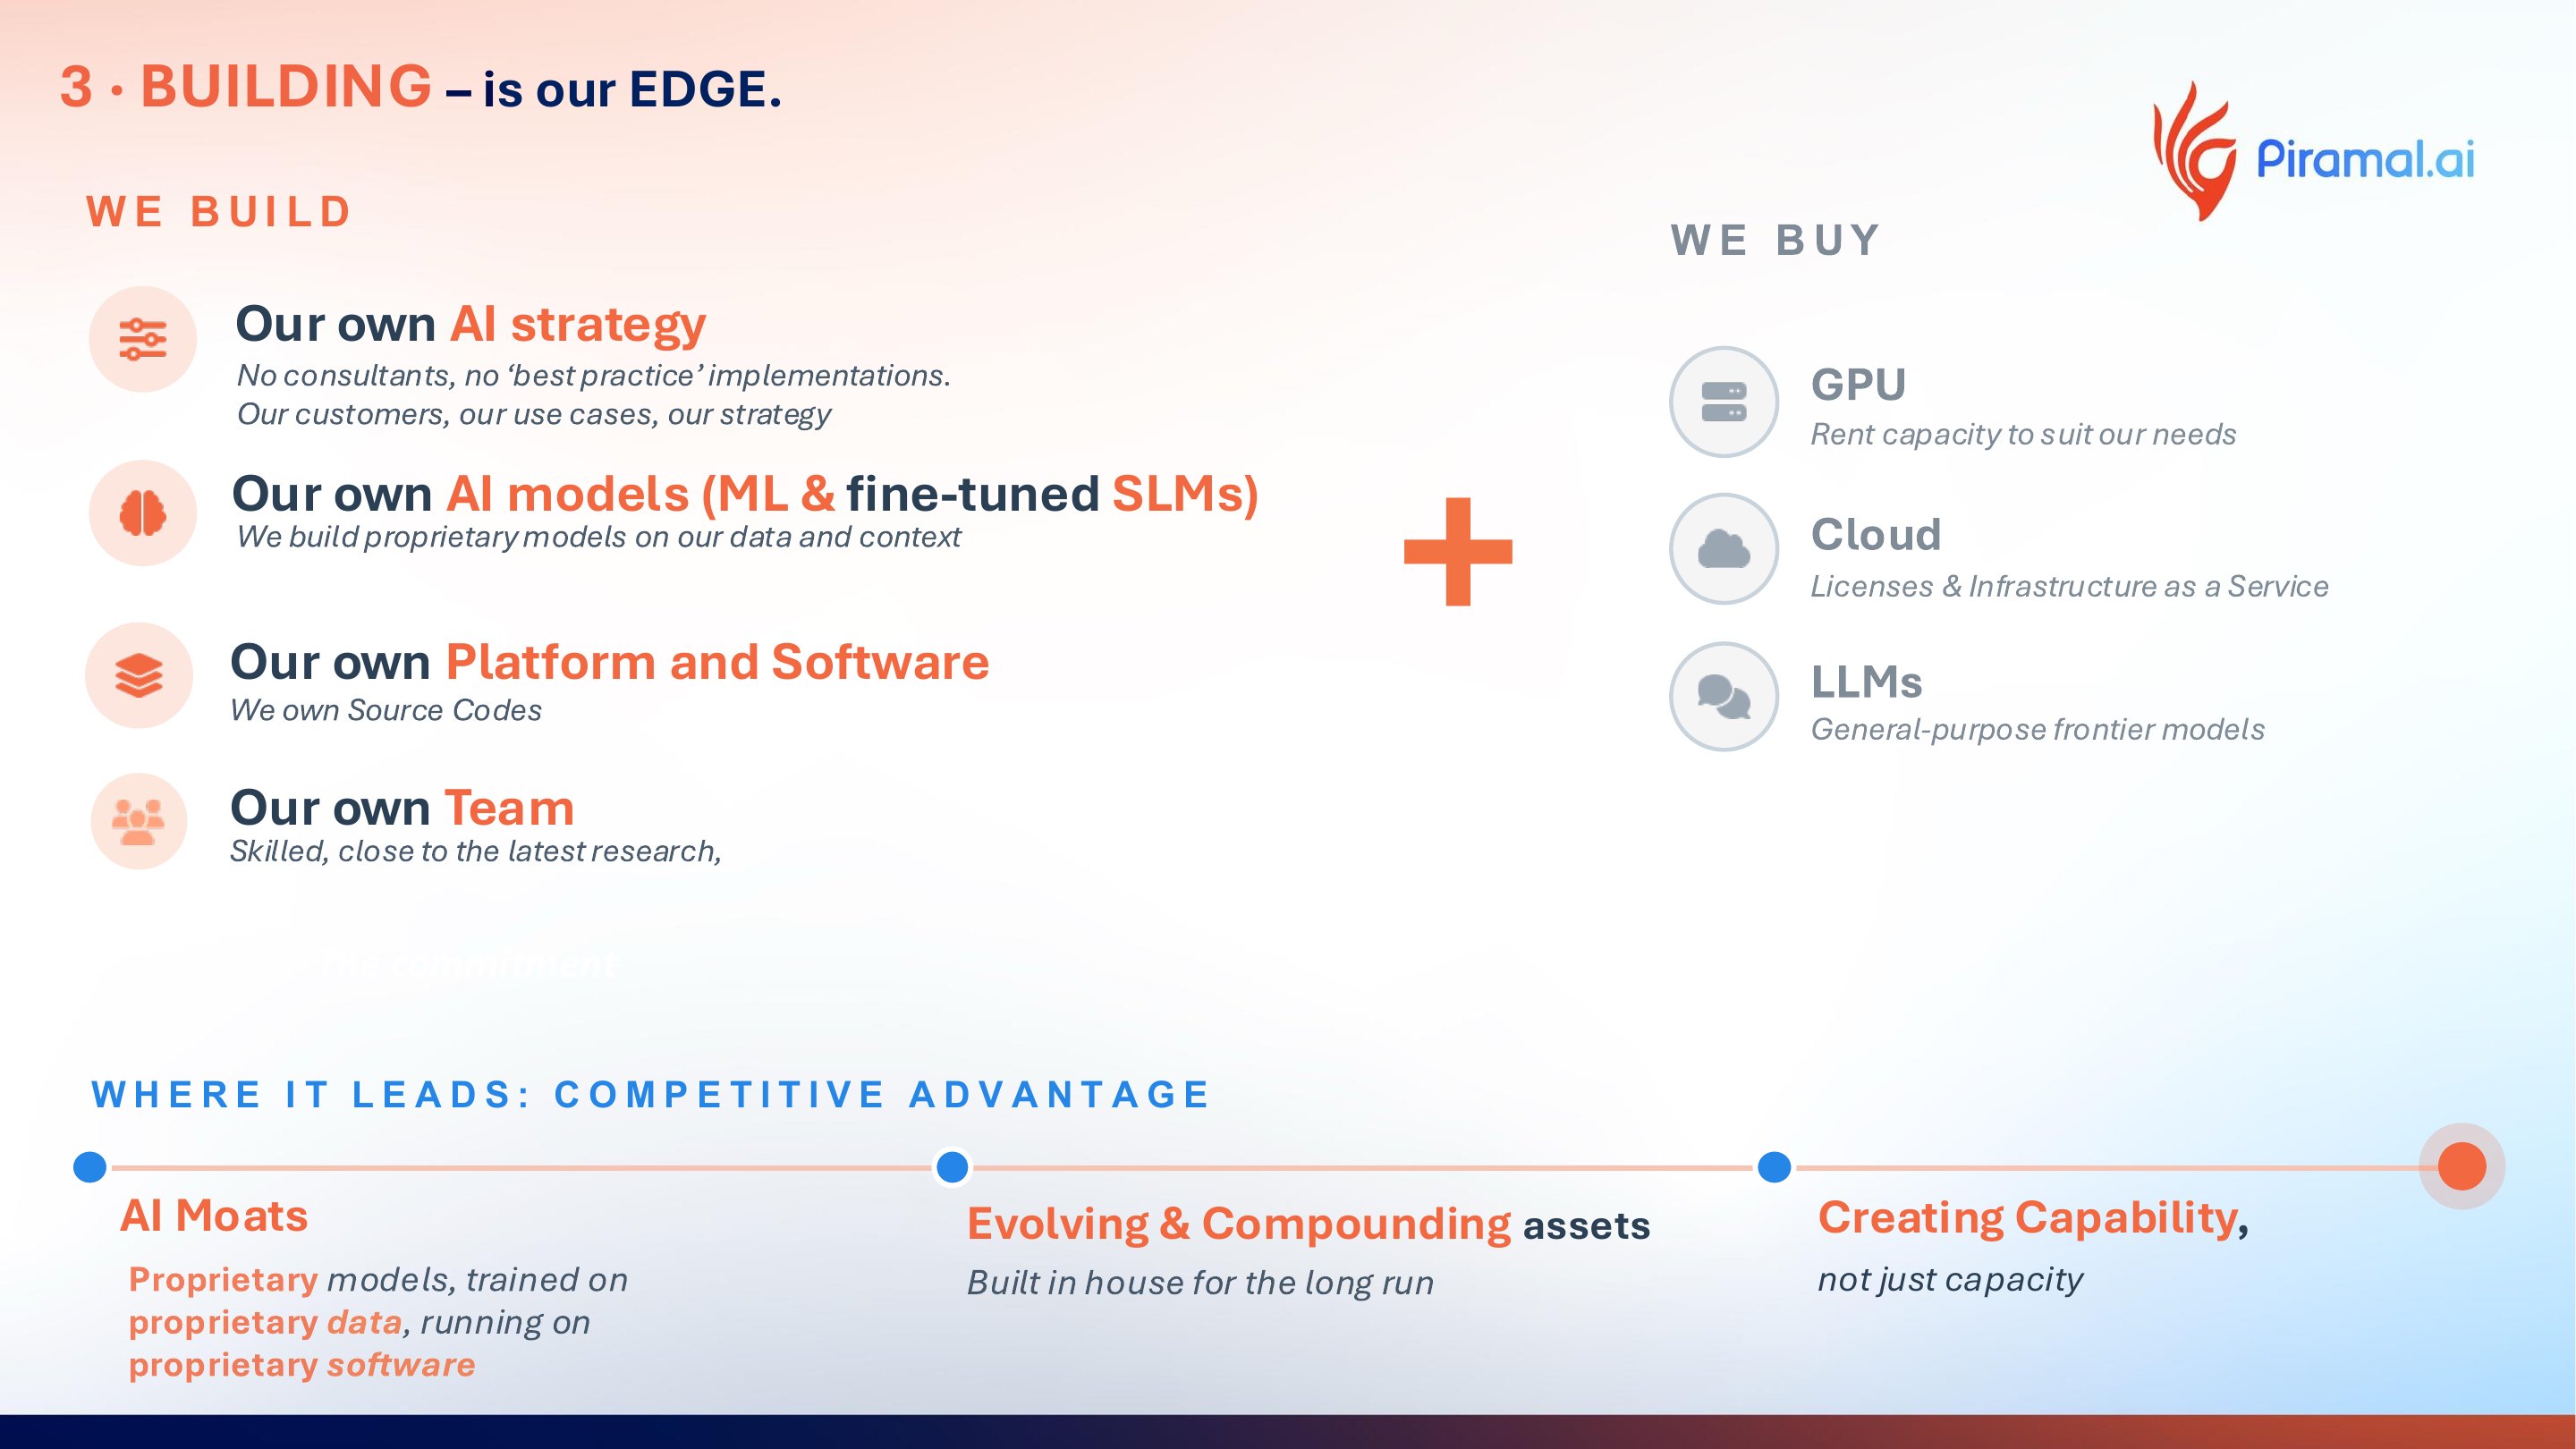 3 · BUILDING – is our EDGE.
Piramal.ai
WE BUILD
Our own AI strategy
No consultants, no ‘best practice’ implementations.
Our customers, our use cases, our strategy
Our own AI models (ML & fine-tuned SLMs)
We build proprietary models on our data and context
Our own Platform and Software
We own Source Codes
Our own Team
Skilled, close to the latest research,
the commitment
WE BUY
GPU
Rent capacity to suit our needs
Cloud
Licenses & Infrastructure as a Service
LLMs
General-purpose frontier models
WHERE IT LEADS: COMPETITIVE ADVANTAGE
AI Moats
Proprietary models, trained on
proprietary data, running on
proprietary software
Evolving & Compounding assets
Built in house for the long run
Creating Capability,
not just capacity